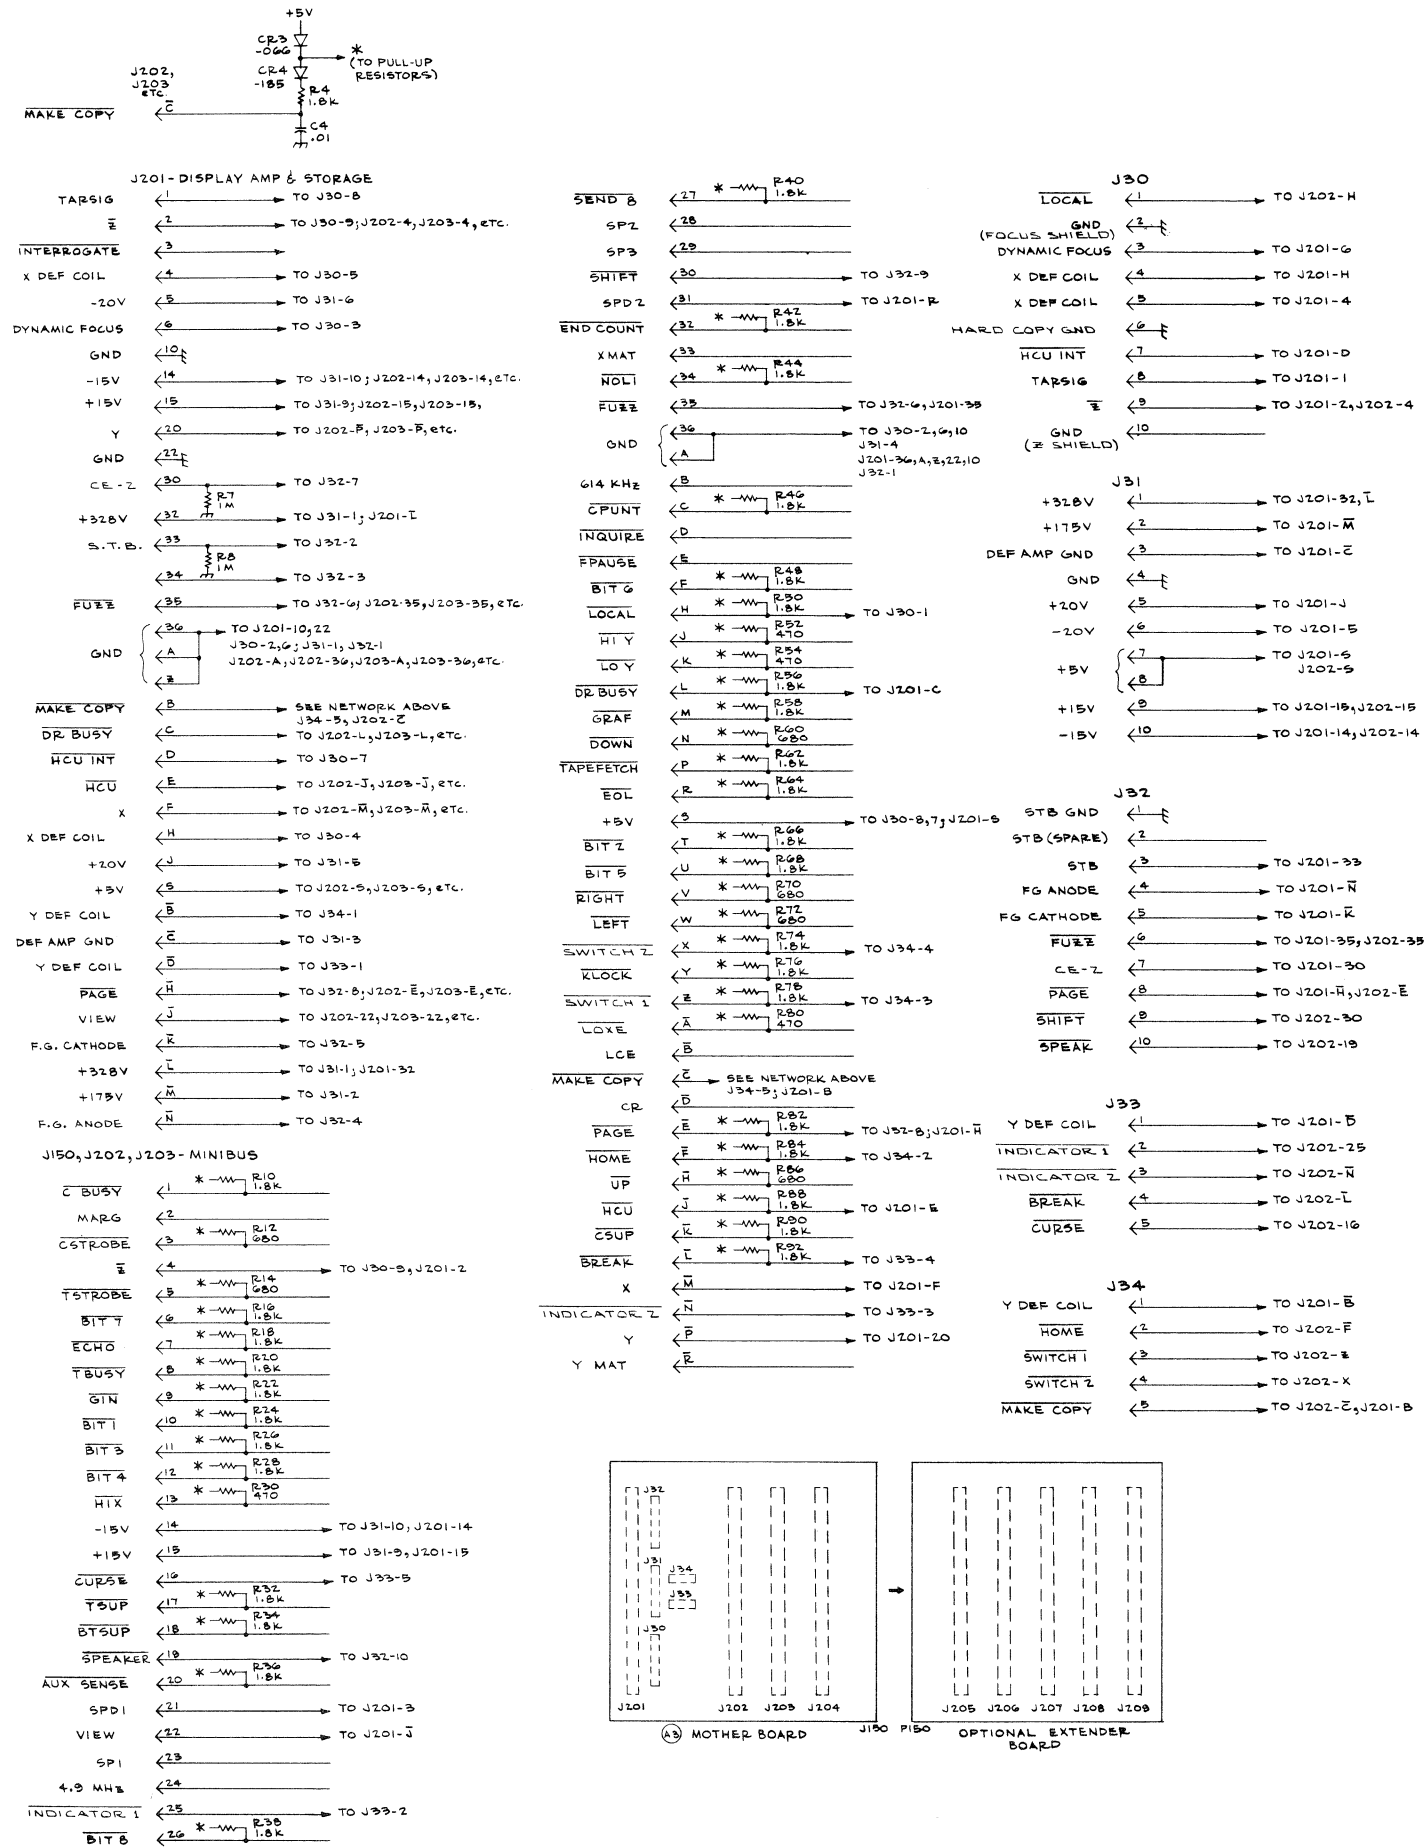 +5V
CR3
-066
*
(TO PULL-UP
RESISTORS)
CR4
-185
R4
1.8K
C4
.01
J202,
J203
ETC.
MAKE COPY C̅
J201-DISPLAY AMP & STORAGE
TARSIG 1 TO J30-8
Z̅ 2 TO J30-9; J202-4, J203-4, ETC.
INTERROGATE 3
X DEF COIL 4 TO J30-5
-20V 5 TO J31-6
DYNAMIC FOCUS 6 TO J30-3
GND 10
-15V 14 TO J31-10; J202-14, J203-14, ETC.
+15V 15 TO J31-9; J202-15, J203-15,
Y 20 TO J202-P̅, J203-P̅, ETC.
GND 22
CE-2 30 TO J32-7
R7
1M
+328V 32 TO J31-1; J201-L̅
S.T.B. 33 TO J32-2
R8
1M
34 TO J32-3
FUZZ 35 TO J32-6; J202-35, J203-35, ETC.
36 TO J201-10, 22
GND A J30-2, 6; J31-1, J32-1
J202-A, J202-36, J203-A, J203-36, ETC.
Z
MAKE COPY B SEE NETWORK ABOVE
J34-5, J202-C̅
DR BUSY C TO J202-L, J203-L, ETC.
HCU INT D TO J30-7
HCU E TO J202-J̅, J203-J̅, ETC.
X F TO J202-M̅, J203-M̅, ETC.
X DEF COIL H TO J30-4
+20V J TO J31-5
+5V S TO J202-S, J203-S, ETC.
Y DEF COIL B̅ TO J34-1
DEF AMP GND C̅ TO J31-3
Y DEF COIL D̅ TO J33-1
PAGE H̅ TO J32-8, J202-E̅, J203-E̅, ETC.
VIEW J̅ TO J202-22, J203-22, ETC.
F.G. CATHODE K̅ TO J32-5
+328V L̅ TO J31-1; J201-32
+175V M̅ TO J31-2
F.G. ANODE N̅ TO J32-4
J150, J202, J203 - MINIBUS
C BUSY 1 * R10 1.8K
MARG 2
CSTROBE 3 * R12 680
Z̅ 4 TO J30-9, J201-2
TSTROBE 5 * R14 680
BIT 7 6 * R16 1.8K
ECHO 7 * R18 1.8K
TBUSY 8 * R20 1.8K
GIN 9 * R22 1.8K
BIT 1 10 * R24 1.8K
BIT 3 11 * R26 1.8K
BIT 4 12 * R28 1.8K
HIX 13 * R30 470
-15V 14 TO J31-10, J201-14
+15V 15 TO J31-9, J201-15
CURSE 16 TO J33-5
TSUP 17 * R32 1.8K
BTSUP 18 * R34 1.8K
SPEAKER 19 TO J32-10
AUX SENSE 20 * R36 1.8K
SPD1 21 TO J201-3
VIEW 22 TO J201-J̅
SP1 23
4.9 MHz 24
INDICATOR 1 25 TO J33-2
BIT 8 26 * R38 1.8K
SEND 8 27 * R40 1.8K
SP2 28
SP3 29
SHIFT 30 TO J32-9
SPD2 31 TO J201-R
END COUNT 32 * R42 1.8K
XMAT 33
NOLI 34 * R44 1.8K
FUZZ 35 TO J32-6, J201-35
36 TO J30-2, 6, 10
GND J31-4
A J201-36, A, Z, 22, 10
J32-1
614 KHz B
CPUNT C * R46 1.8K
INQUIRE D
FPAUSE E
BIT 6 F * R48 1.8K
LOCAL H * R50 1.8K TO J30-1
HI Y J * R52 470
LO Y K * R54 470
DR BUSY L * R56 1.8K TO J201-C
GRAF M * R58 1.8K
DOWN N * R60 680
TAPEFETCH P * R62 1.8K
EOL R * R64 1.8K
+5V S TO J30-8, 7; J201-S
BIT 2 T * R66 1.8K
BIT 5 U * R68 1.8K
RIGHT V * R70 680
LEFT W * R72 680
SWITCH 2 X * R74 1.8K TO J34-4
KLOCK Y * R76 1.8K
SWITCH 1 Z * R78 1.8K TO J34-3
LOXE A̅ * R80 470
LCE B̅
MAKE COPY C̅ SEE NETWORK ABOVE
J34-5; J201-B
CR D̅
PAGE E̅ * R82 1.8K TO J32-8; J201-H̅
HOME F̅ * R84 1.8K TO J34-2
UP H̅ * R86 680
HCU J̅ * R88 1.8K TO J201-E
CSUP K̅ * R90 1.8K
BREAK L̅ * R92 1.8K TO J33-4
X M̅ TO J201-F
INDICATOR 2 N̅ TO J33-3
Y P̅ TO J201-20
Y MAT R̅
J30
LOCAL 1 TO J202-H
GND 2
(FOCUS SHIELD)
DYNAMIC FOCUS 3 TO J201-6
X DEF COIL 4 TO J201-H
X DEF COIL 5 TO J201-4
HARD COPY GND 6
HCU INT 7 TO J201-D
TARSIG 8 TO J201-1
Z̅ 9 TO J201-2, J202-4
GND 10
(Z SHIELD)
J31
+328V 1 TO J201-32, L̅
+175V 2 TO J201-M̅
DEF AMP GND 3 TO J201-C̅
GND 4
+20V 5 TO J201-J
-20V 6 TO J201-5
+5V 7 TO J201-S
8 J202-S
+15V 9 TO J201-15, J202-15
-15V 10 TO J201-14, J202-14
J32
STB GND 1
STB (SPARE) 2
STB 3 TO J201-33
FG ANODE 4 TO J201-N̅
FG CATHODE 5 TO J201-K̅
FUZZ 6 TO J201-35, J202-35
CE-2 7 TO J201-30
PAGE 8 TO J201-H̅, J202-E̅
SHIFT 9 TO J202-30
SPEAK 10 TO J202-19
J33
Y DEF COIL 1 TO J201-D̅
INDICATOR 1 2 TO J202-25
INDICATOR 2 3 TO J202-N̅
BREAK 4 TO J202-L̅
CURSE 5 TO J202-16
J34
Y DEF COIL 1 TO J201-B̅
HOME 2 TO J202-F̅
SWITCH 1 3 TO J202-Z
SWITCH 2 4 TO J202-X
MAKE COPY 5 TO J202-C̅, J201-B
J32
J31
J34
J33
J30
J201 J202 J203 J204
J205 J206 J207 J208 J209
A3 MOTHER BOARD
J150 P150
OPTIONAL EXTENDER
BOARD